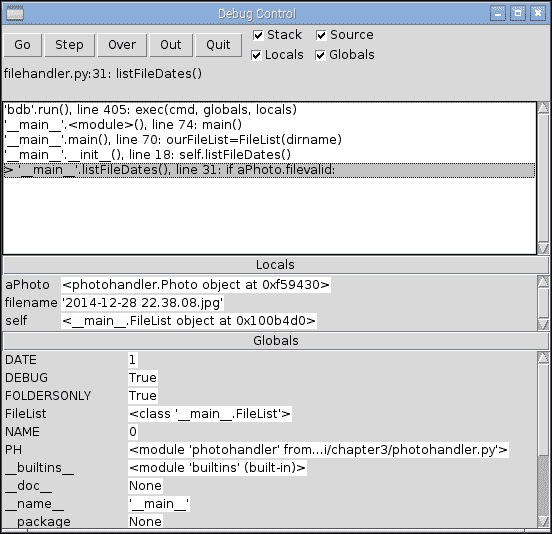 Debug Control
Go Step Over Out Quit Stack Source
Locals Globals
filehandler.py:31: listFileDates()
'bdb'.run(), line 405: exec(cmd, globals, locals)
'__main__'.<module>(), line 74: main()
'__main__'.main(), line 70: ourFileList=FileList(dirname)
'__main__'.__init__(), line 18: self.listFileDates()
> '__main__'.listFileDates(), line 31: if aPhoto.filevalid:
Locals
aPhoto <photohandler.Photo object at 0xf59430>
filename '2014-12-28 22.38.08.jpg'
self <__main__.FileList object at 0x100b4d0>
Globals
DATE 1
DEBUG True
FOLDERSONLY True
FileList <class '__main__.FileList'>
NAME 0
PH <module 'photohandler' from...i/chapter3/photohandler.py'>
__builtins__ <module 'builtins' (built-in)>
__doc__ None
__name__ '__main__'
__package None